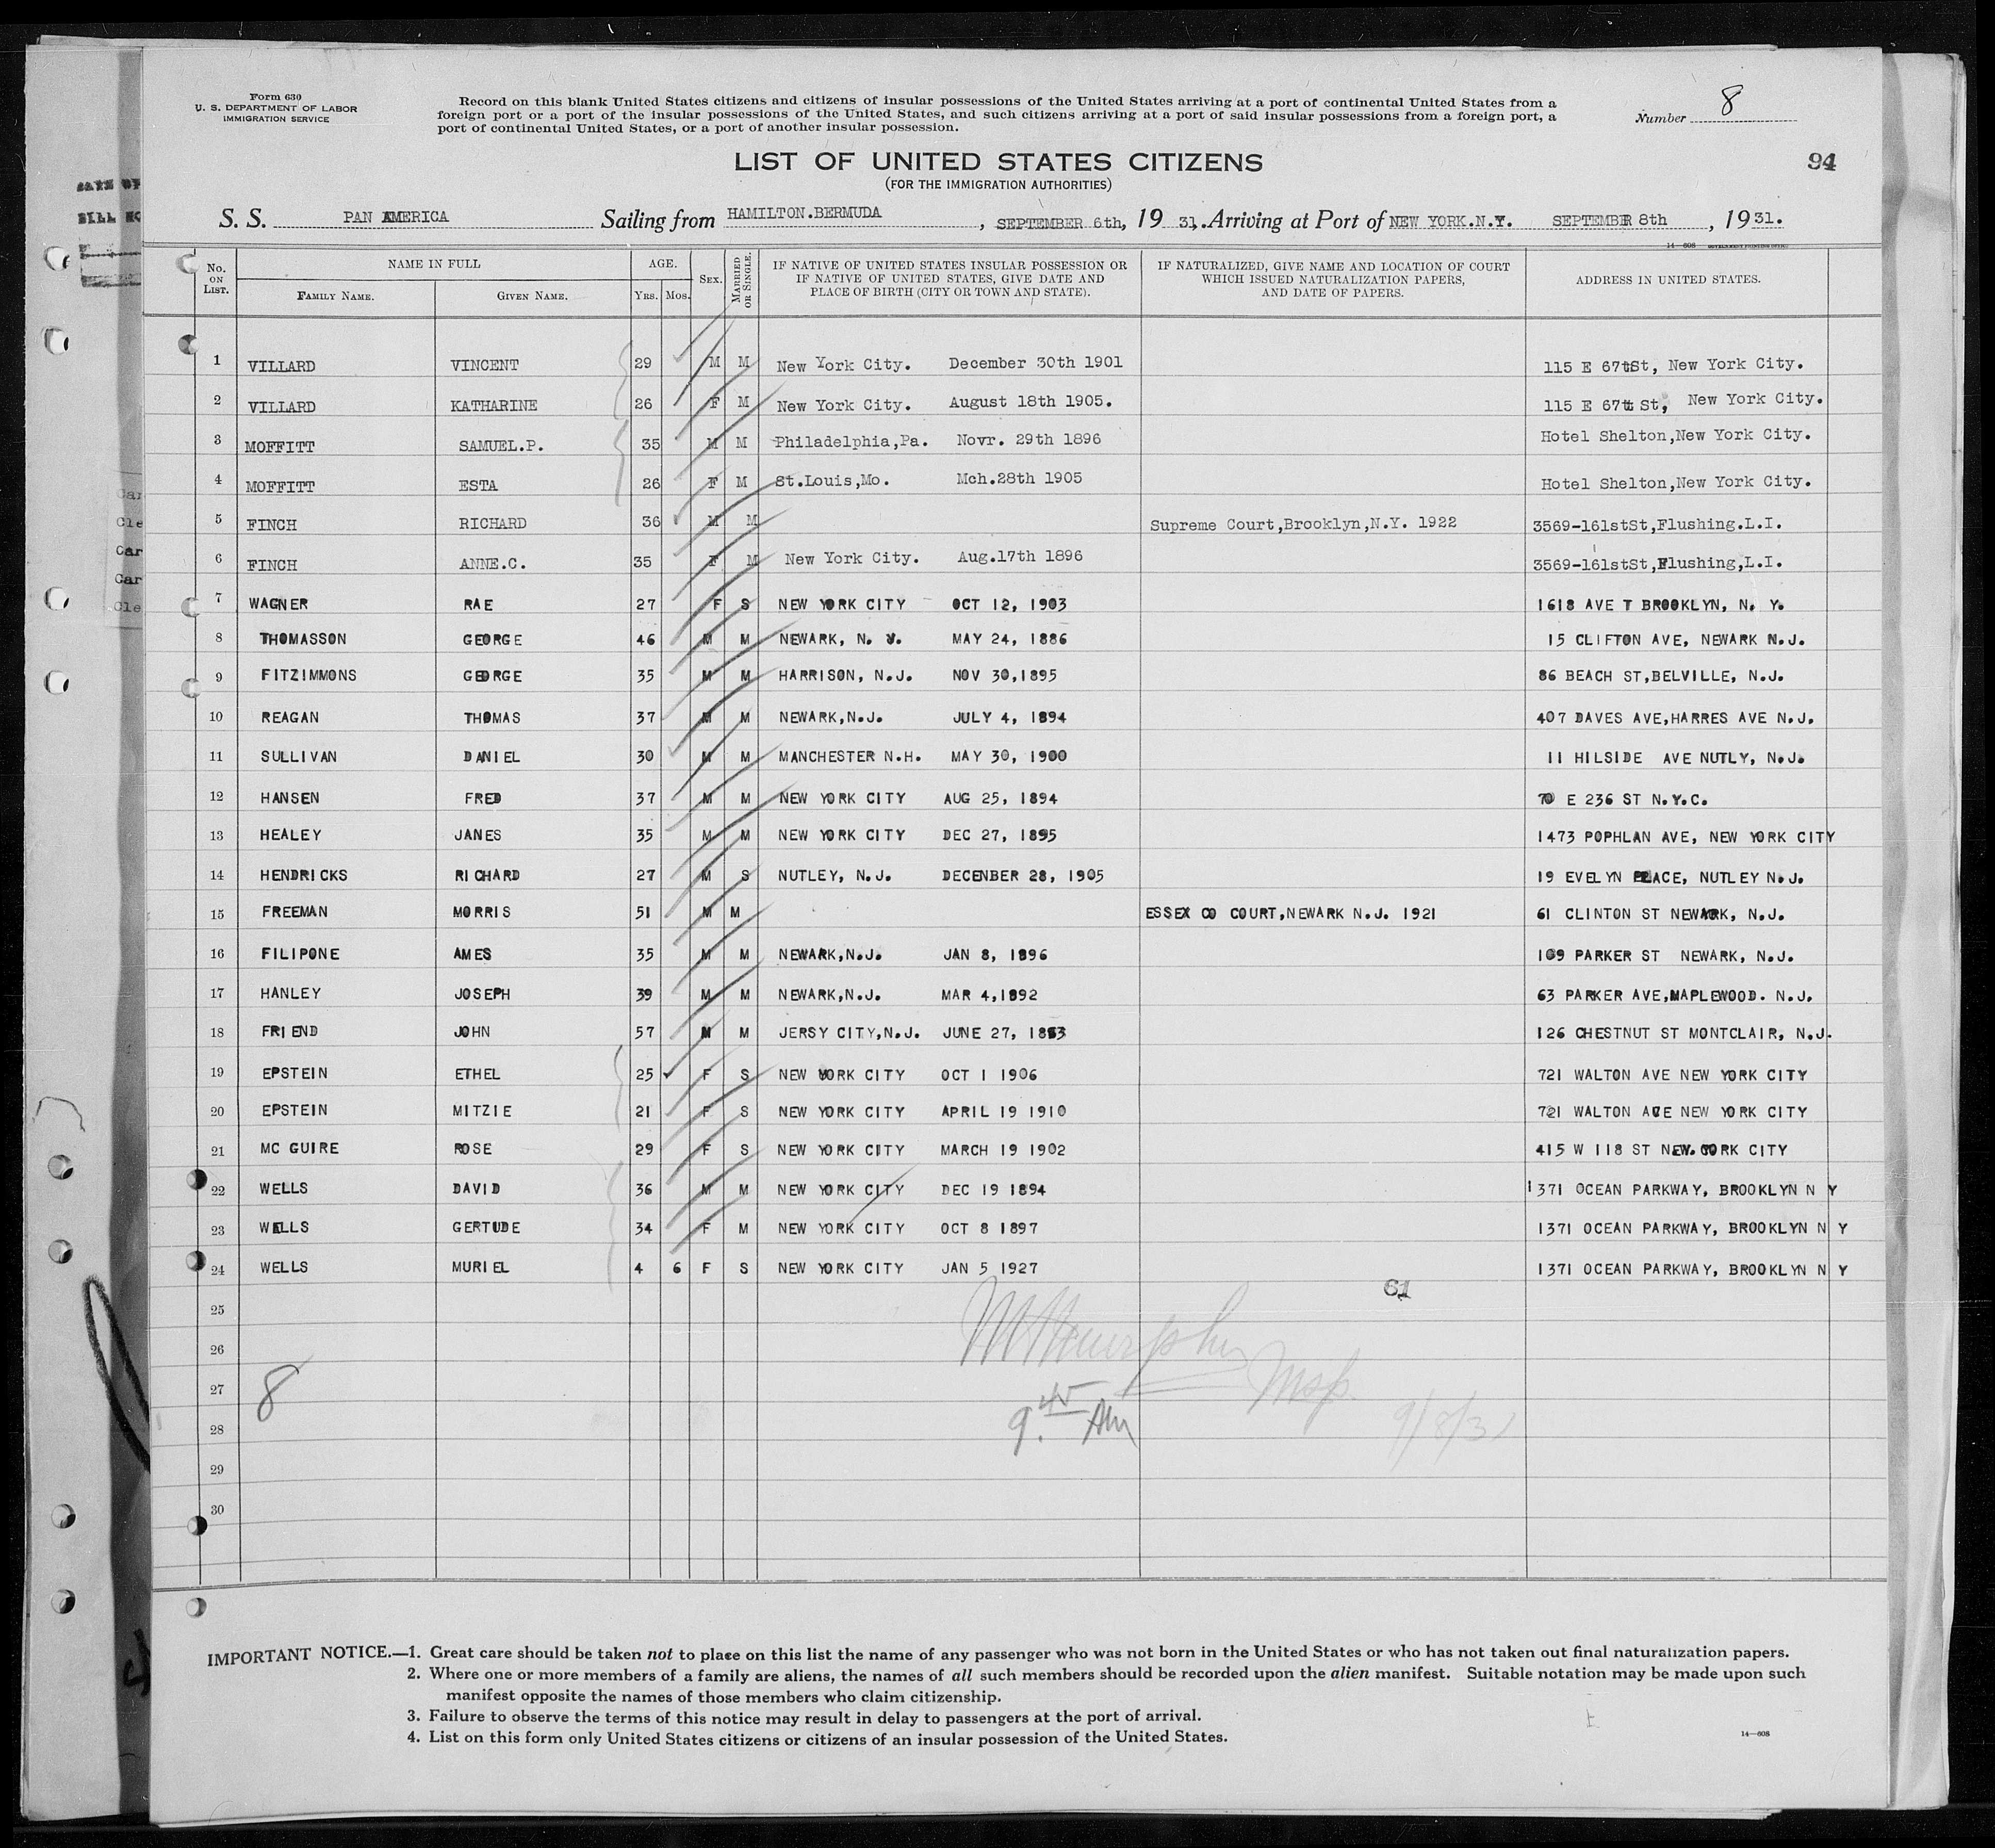 Form 630
U. S. DEPARTMENT OF LABOR
IMMIGRATION SERVICE
Record on this blank United States citizens and citizens of insular possessions of the United States arriving at a port of continental United States from a
foreign port or a port of the insular possessions of the United States, and such citizens arriving at a port of said insular possessions from a foreign port, a
port of continental United States, or a port of another insular possession.
Number 8
94
LIST OF UNITED STATES CITIZENS
(FOR THE IMMIGRATION AUTHORITIES)
S. S. PAN AMERICA Sailing from HAMILTON.BERMUDA, SEPTEMBER 6th, 19 31, Arriving at Port of NEW YORK.N.Y. SEPTEMBER 8th, 19 31.
14—608
No. ON LIST.
NAME IN FULL
FAMILY NAME.
GIVEN NAME.
AGE.
YRS. MOS.
SEX.
MARRIED OR SINGLE.
IF NATIVE OF UNITED STATES INSULAR POSSESSION OR
IF NATIVE OF UNITED STATES, GIVE DATE AND
PLACE OF BIRTH (CITY OR TOWN AND STATE).
IF NATURALIZED, GIVE NAME AND LOCATION OF COURT
WHICH ISSUED NATURALIZATION PAPERS,
AND DATE OF PAPERS.
ADDRESS IN UNITED STATES.
1 VILLARD VINCENT 29 M M New York City. December 30th 1901 115 E 67tSt, New York City.
2 VILLARD KATHARINE 26 F M New York City. August 18th 1905. 115 E 67t St, New York City.
3 MOFFITT SAMUEL.P. 35 M M Philadelphia,Pa. Novr. 29th 1896 Hotel Shelton,New York City.
4 MOFFITT ESTA 26 F M St.Louis,Mo. Mch.28th 1905 Hotel Shelton,New York City.
5 FINCH RICHARD 36 M M Supreme Court,Brooklyn,N.Y. 1922 3569-161stSt,Flushing.L.I.
6 FINCH ANNE.C. 35 F M New York City. Aug.17th 1896 3569-161stSt,Flushing,L.I.
7 WAGNER RAE 27 F S NEW YORK CITY OCT 12, 1903 1618 AVE T BROOKLYN, N. Y.
8 THOMASSON GEORGE 46 M M NEWARK, N. J. MAY 24, 1886 15 CLIFTON AVE, NEWARK N.J.
9 FITZIMMONS GEORGE 35 M M HARRISON, N.J. NOV 30,1895 86 BEACH ST,BELVILLE, N.J.
10 REAGAN THOMAS 37 M M NEWARK,N.J. JULY 4, 1894 407 DAVES AVE,HARRES AVE N.J.
11 SULLIVAN DANIEL 30 M M MANCHESTER N.H. MAY 30, 1900 11 HILSIDE AVE NUTLY, N.J.
12 HANSEN FRED 37 M M NEW YORK CITY AUG 25, 1894 70 E 236 ST N.Y.C.
13 HEALEY JANES 35 M M NEW YORK CITY DEC 27, 1895 1473 POPHLAN AVE, NEW YORK CITY
14 HENDRICKS RICHARD 27 M S NUTLEY, N.J. DECENBER 28, 1905 19 EVELYN PLACE, NUTLEY N.J.
15 FREEMAN MORRIS 51 M M ESSEX CO COURT,NEWARK N.J. 1921 61 CLINTON ST NEWARK, N.J.
16 FILIPONE AMES 35 M M NEWARK,N.J. JAN 8, 1896 109 PARKER ST NEWARK, N.J.
17 HANLEY JOSEPH 39 M M NEWARK,N.J. MAR 4,1892 63 PARKER AVE,MAPLEWOOD. N.J.
18 FRIEND JOHN 57 M M JERSY CITY,N.J. JUNE 27, 126 CHESTNUT ST MONTCLAIR, N.J.
19 EPSTEIN ETHEL 25 F S NEW YORK CITY OCT 1 1906 721 WALTON AVE NEW YORK CITY
20 EPSTEIN MITZIE 21 F S NEW YORK CITY APRIL 19 1910 721 WALTON AVE NEW YORK CITY
21 MC GUIRE ROSE 29 F S NEW YORK CITY MARCH 19 1902 415 W 118 ST NEW.YORK CITY
22 WELLS DAVID 36 M M NEW YORK CITY DEC 19 1894 1371 OCEAN PARKWAY, BROOKLYN N Y
23 WELLS GERTUDE 34 F M NEW YORK CITY OCT 8 1897 1371 OCEAN PARKWAY, BROOKLYN N Y
24 WELLS MURIEL 4 6 F S NEW YORK CITY JAN 5 1927 1371 OCEAN PARKWAY, BROOKLYN N Y
61
25
26
27
28
29
30
8
9.45 AM
9/8/31
IMPORTANT NOTICE.—1. Great care should be taken not to place on this list the name of any passenger who was not born in the United States or who has not taken out final naturalization papers.
2. Where one or more members of a family are aliens, the names of all such members should be recorded upon the alien manifest. Suitable notation may be made upon such
manifest opposite the names of those members who claim citizenship.
3. Failure to observe the terms of this notice may result in delay to passengers at the port of arrival.
4. List on this form only United States citizens or citizens of an insular possession of the United States.
14—608